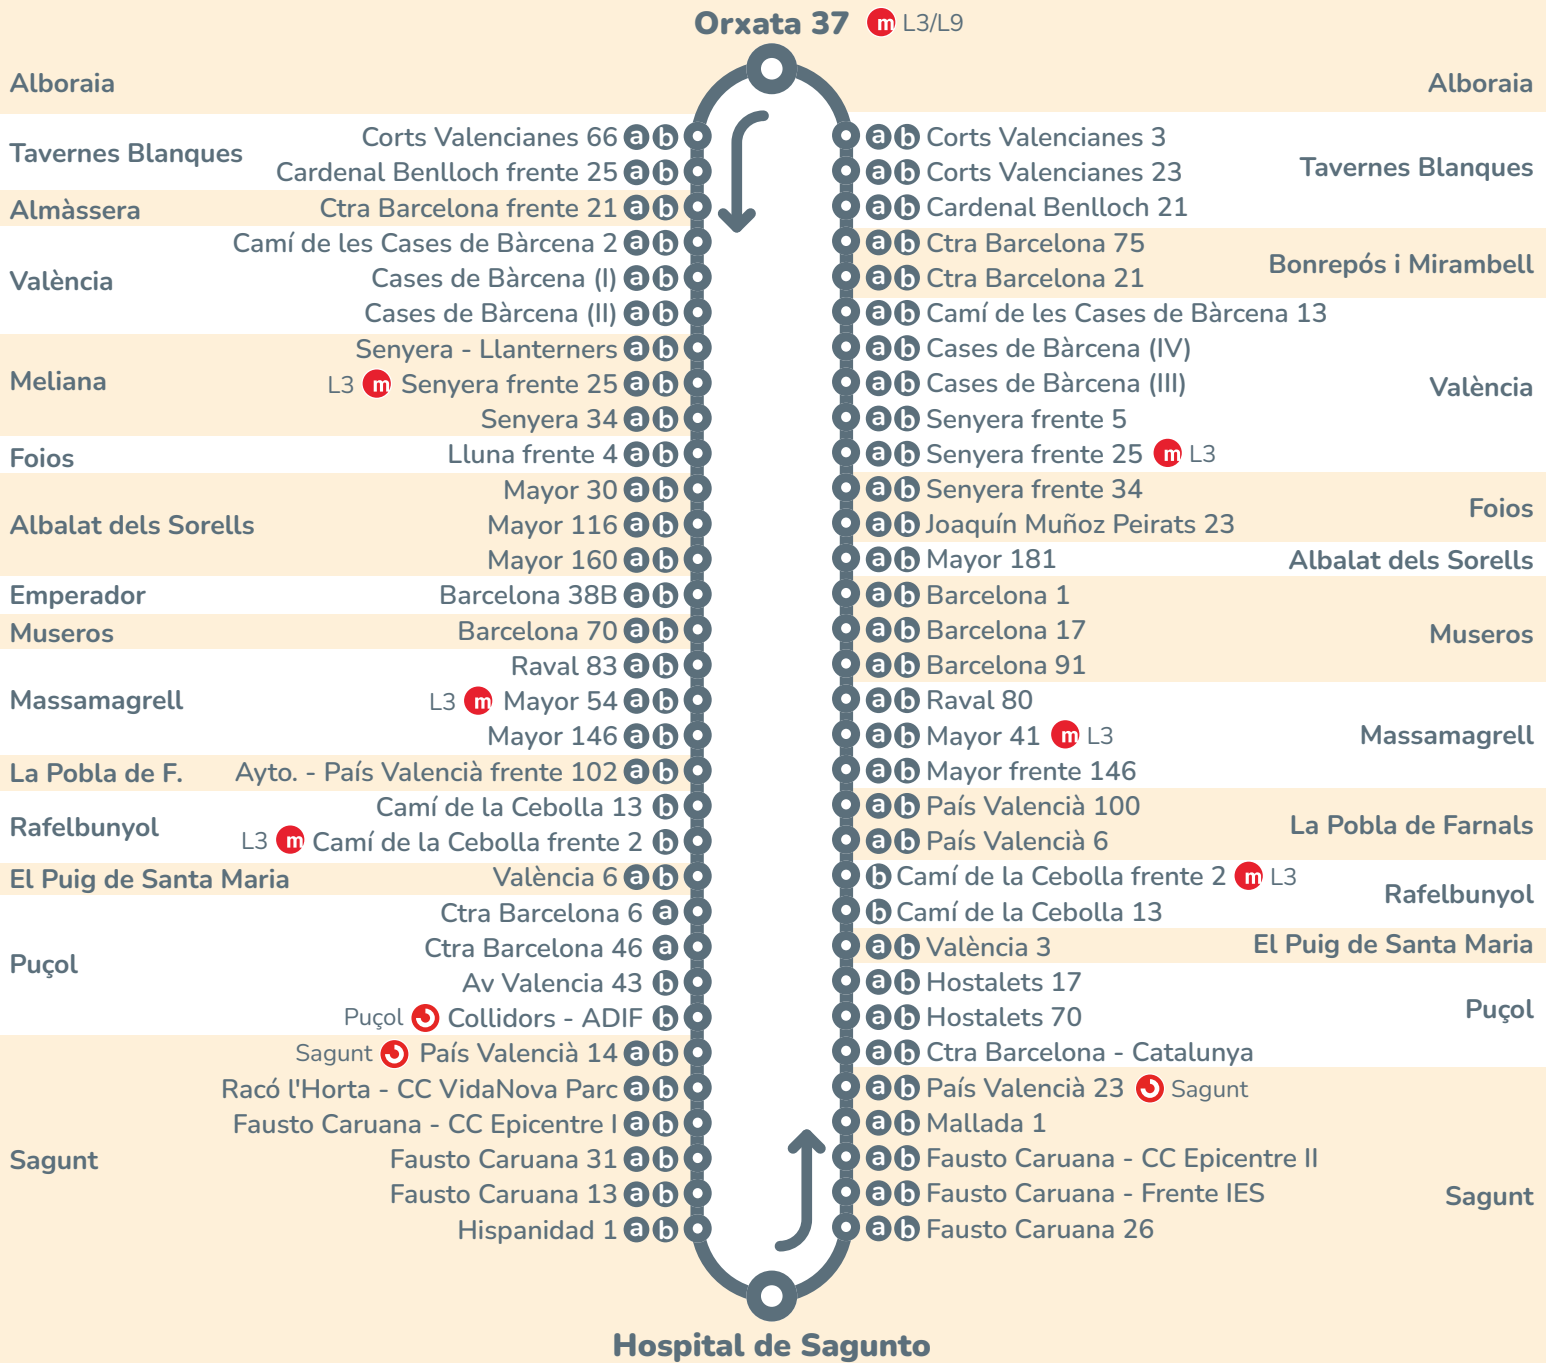 Orxata 37 m L3/L9
Alboraia
Tavernes Blanques
Corts Valencianes 66 a b
Cardenal Benlloch frente 25 a b
Almàssera
Ctra Barcelona frente 21 a b
València
Camí de les Cases de Bàrcena 2 a b
Cases de Bàrcena (I) a b
Cases de Bàrcena (II) a b
Meliana
Senyera - Llanterners a b
L3 m Senyera frente 25 a b
Senyera 34 a b
Foios
Lluna frente 4 a b
Albalat dels Sorells
Mayor 30 a b
Mayor 116 a b
Mayor 160 a b
Emperador
Barcelona 38B a b
Museros
Barcelona 70 a b
Massamagrell
Raval 83 a b
L3 m Mayor 54 a b
Mayor 146 a b
La Pobla de F.
Ayto. - País Valencià frente 102 a b
Rafelbunyol
Camí de la Cebolla 13 b
L3 m Camí de la Cebolla frente 2 b
El Puig de Santa Maria
València 6 a b
Puçol
Ctra Barcelona 6 a
Ctra Barcelona 46 a
Av Valencia 43 b
Puçol Collidors - ADIF b
Sagunt
Sagunt País Valencià 14 a b
Racó l'Horta - CC VidaNova Parc a b
Fausto Caruana - CC Epicentre I a b
Fausto Caruana 31 a b
Fausto Caruana 13 a b
Hispanidad 1 a b
Alboraia
a b Corts Valencianes 3
a b Corts Valencianes 23
a b Cardenal Benlloch 21
Tavernes Blanques
a b Ctra Barcelona 75
a b Ctra Barcelona 21
Bonrepós i Mirambell
a b Camí de les Cases de Bàrcena 13
a b Cases de Bàrcena (IV)
a b Cases de Bàrcena (III)
a b Senyera frente 5
a b Senyera frente 25 m L3
València
a b Senyera frente 34
a b Joaquín Muñoz Peirats 23
Foios
a b Mayor 181
Albalat dels Sorells
a b Barcelona 1
a b Barcelona 17
a b Barcelona 91
Museros
a b Raval 80
a b Mayor 41 m L3
a b Mayor frente 146
Massamagrell
a b País Valencià 100
a b País Valencià 6
La Pobla de Farnals
b Camí de la Cebolla frente 2 m L3
b Camí de la Cebolla 13
Rafelbunyol
a b València 3
El Puig de Santa Maria
a b Hostalets 17
a b Hostalets 70
a b Ctra Barcelona - Catalunya
Puçol
a b País Valencià 23 Sagunt
a b Mallada 1
a b Fausto Caruana - CC Epicentre II
a b Fausto Caruana - Frente IES
a b Fausto Caruana 26
Sagunt
Hospital de Sagunto